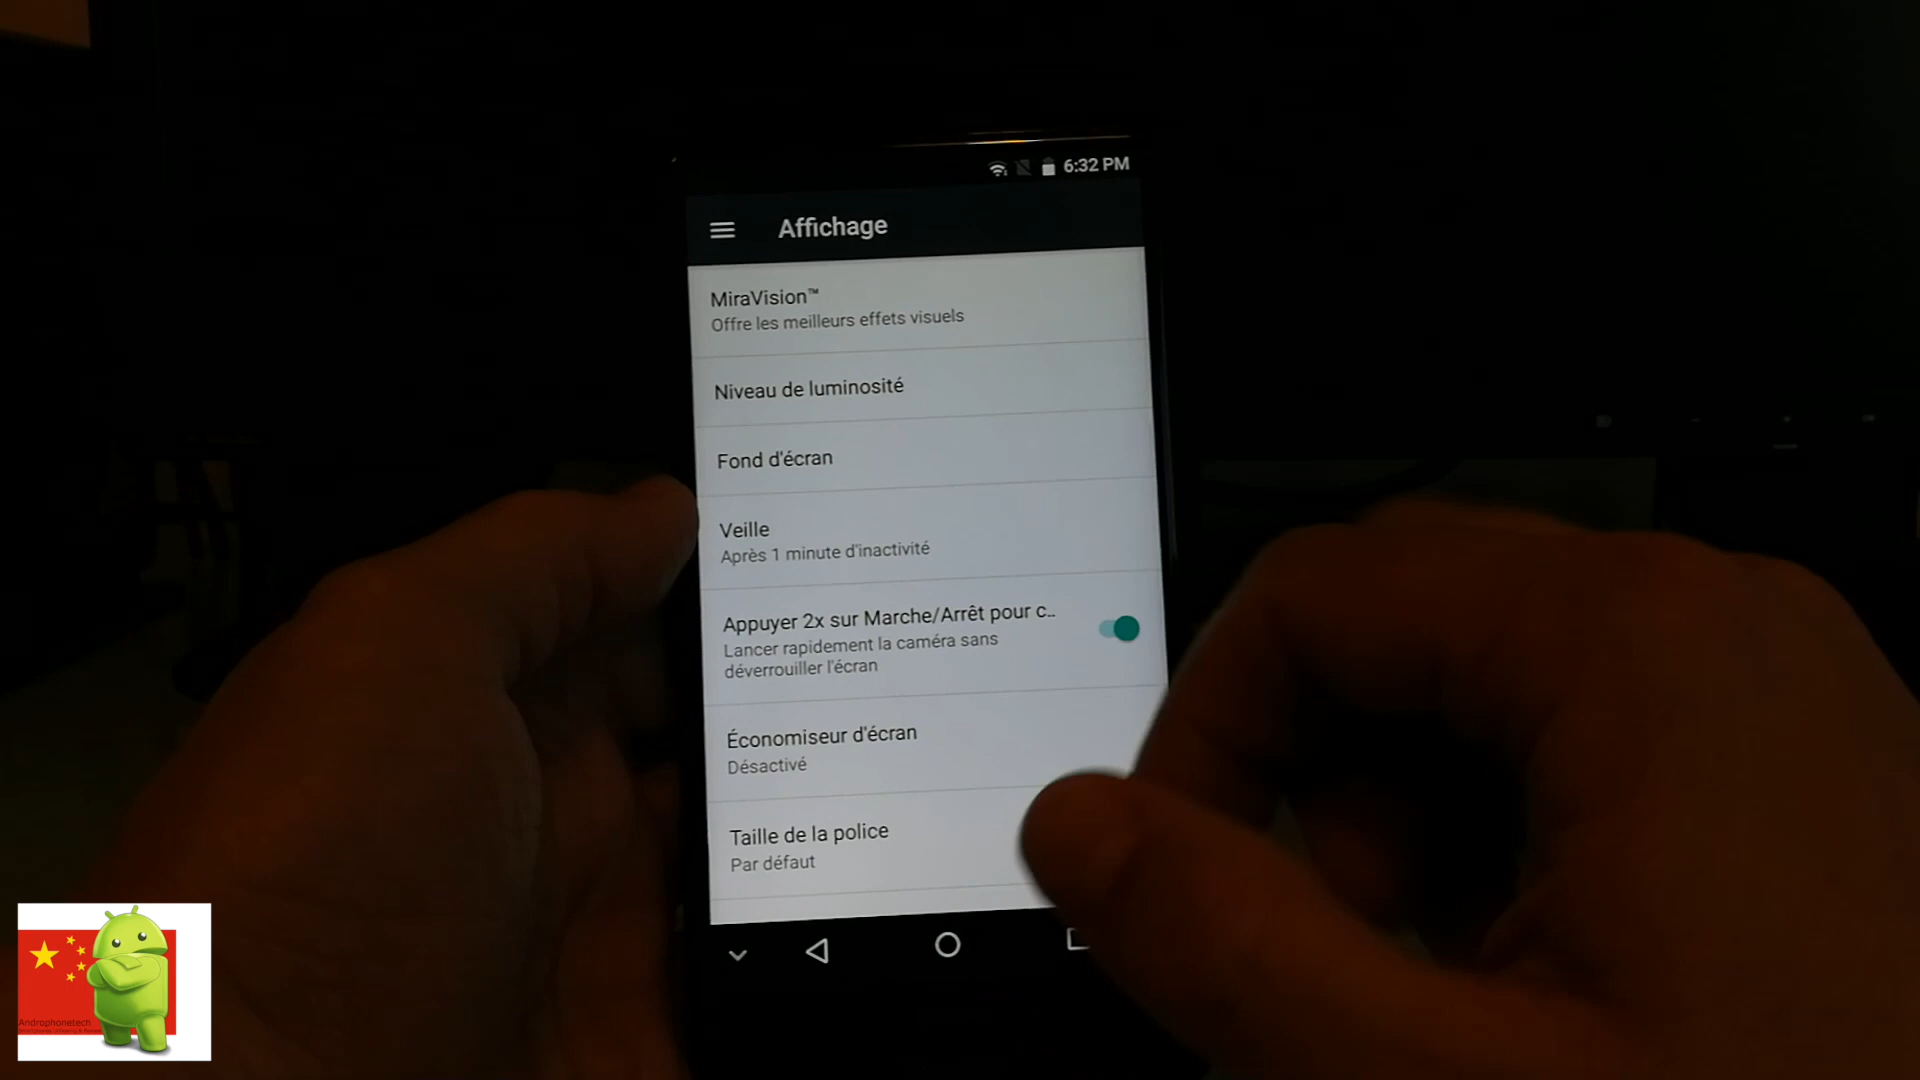 6:32 PM
Affichage
MiraVision™
Offre les meilleurs effets visuels
Niveau de luminosité
Fond d'écran
Veille
Après 1 minute d'inactivité
Appuyer 2x sur Marche/Arrêt pour c...
Lancer rapidement la caméra sans
déverrouiller l'écran
Économiseur d'écran
Désactivé
Taille de la police
Par défaut
Androphonetech